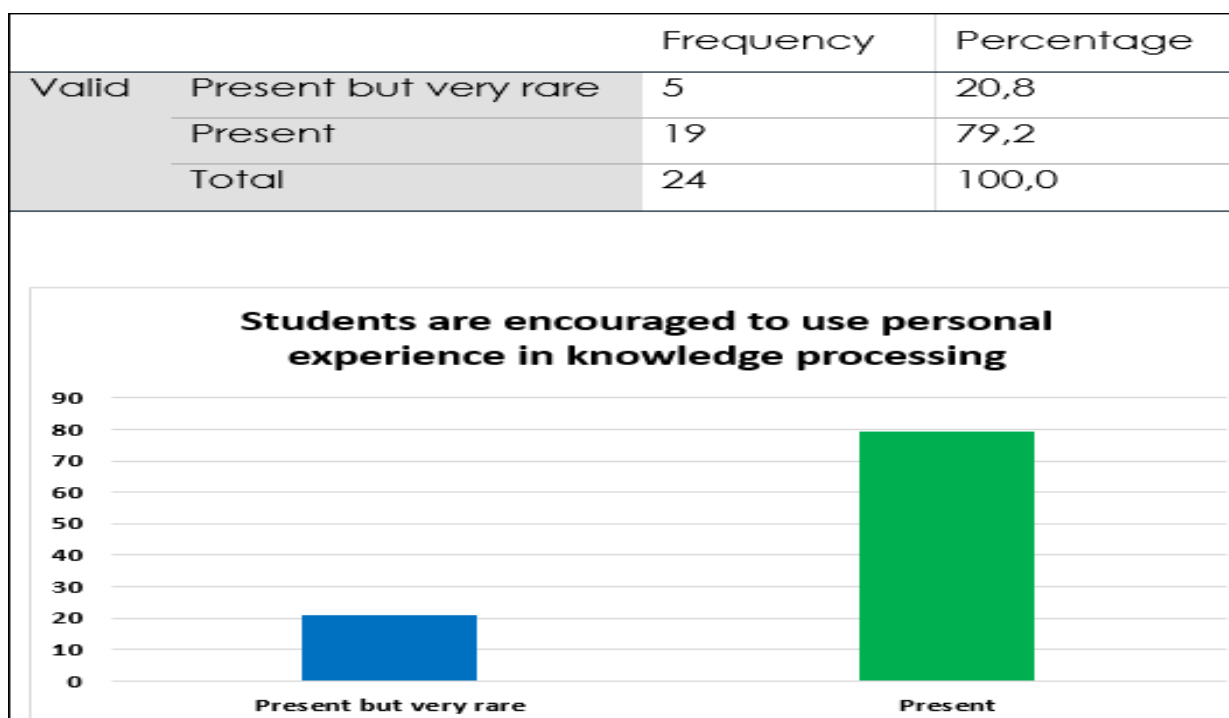 Frequency Percentage
Valid Present but very rare 5 20,8
Present 19 79,2
Total 24 100,0
Students are encouraged to use personal
experience in knowledge processing
90
80
70
60
50
40
30
20
10
0
Present but very rare Present